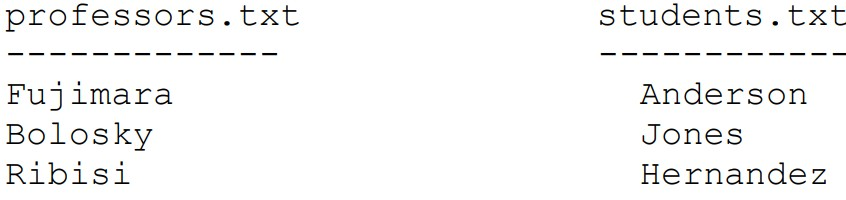 professors.txt students.txt
------------- ------------
Fujimara Anderson
Bolosky Jones
Ribisi Hernandez